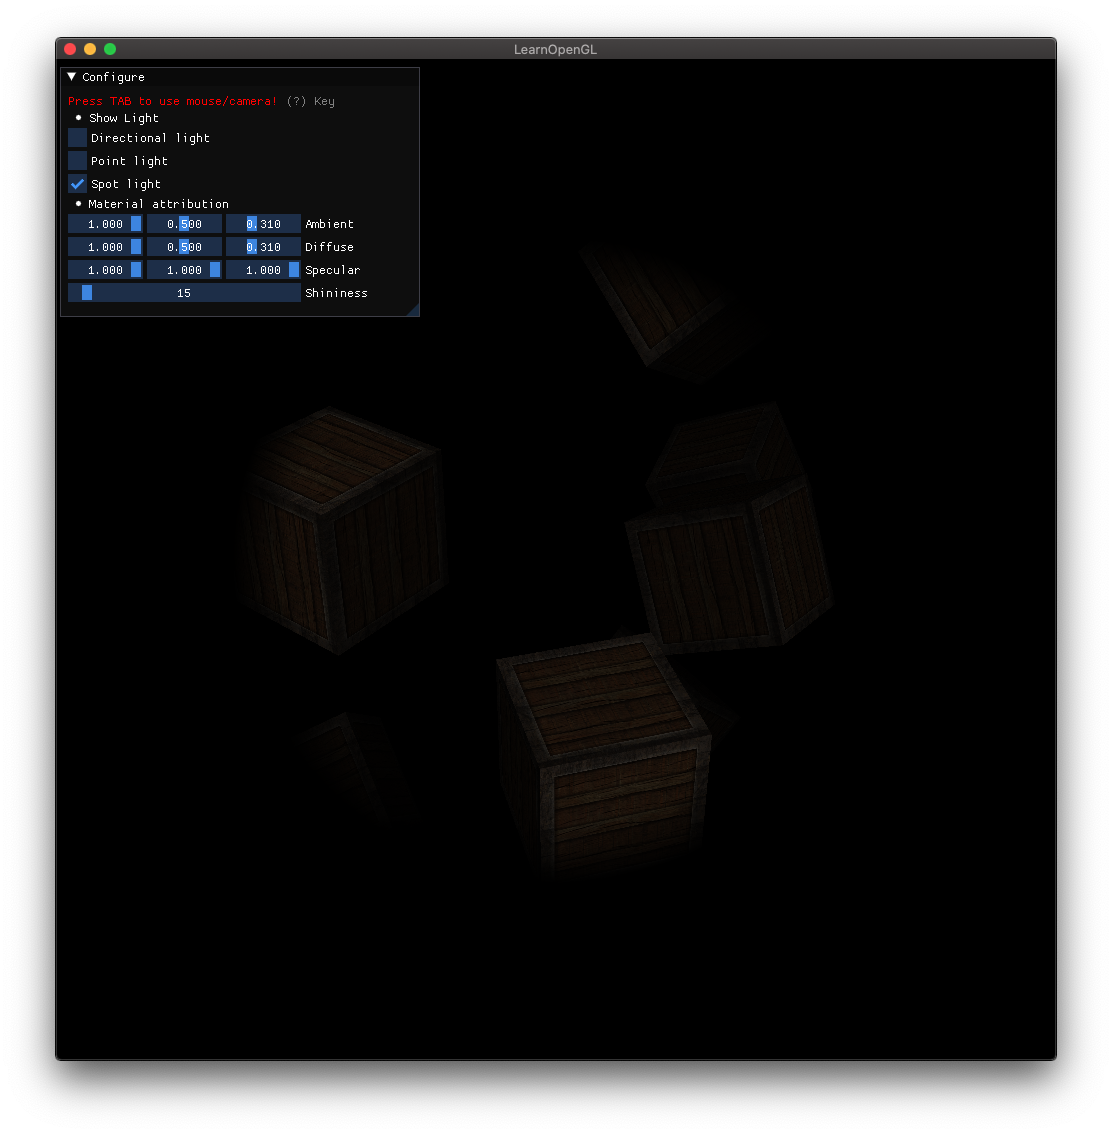 LearnOpenGL
Configure
Press TAB to use mouse/camera! (?) Key
Show Light
Directional light
Point light
Spot light
Material attribution
1.000 0.500 0.310 Ambient
1.000 0.500 0.310 Diffuse
1.000 1.000 1.000 Specular
15 Shininess